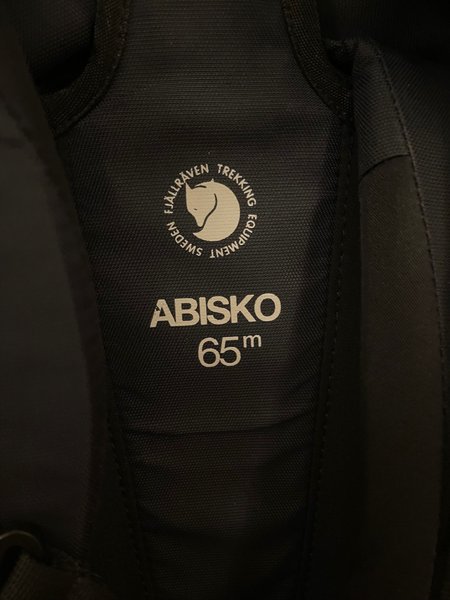 FJÄLLRÄVEN TREKKING EQUIPMENT SWEDEN
ABISKO
65m